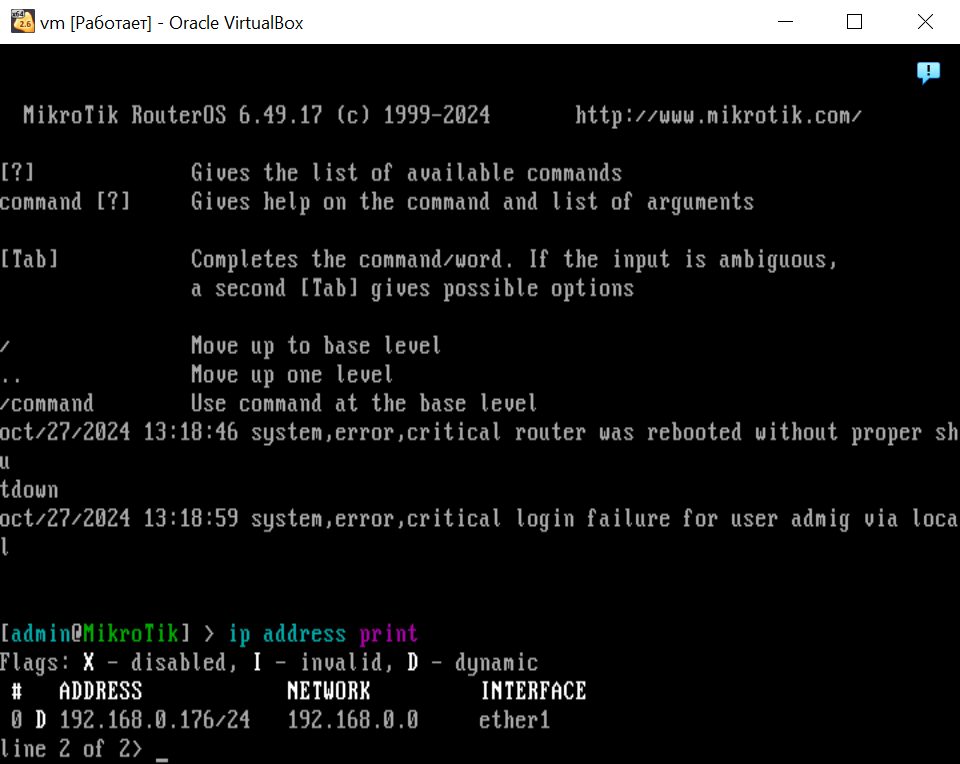 vm [Работает] - Oracle VirtualBox
MikroTik RouterOS 6.49.17 (c) 1999-2024       http://www.mikrotik.com/
[?]             Gives the list of available commands
command [?]     Gives help on the command and list of arguments
[Tab]           Completes the command/word. If the input is ambiguous,
                a second [Tab] gives possible options
/               Move up to base level
..              Move up one level
/command        Use command at the base level
oct/27/2024 13:18:46 system,error,critical router was rebooted without proper sh
u
tdown
oct/27/2024 13:18:59 system,error,critical login failure for user admig via loca
l
[admin@MikroTik] > ip address print
Flags: X - disabled, I - invalid, D - dynamic
 #   ADDRESS            NETWORK         INTERFACE
 0 D 192.168.0.176/24   192.168.0.0     ether1
line 2 of 2> _